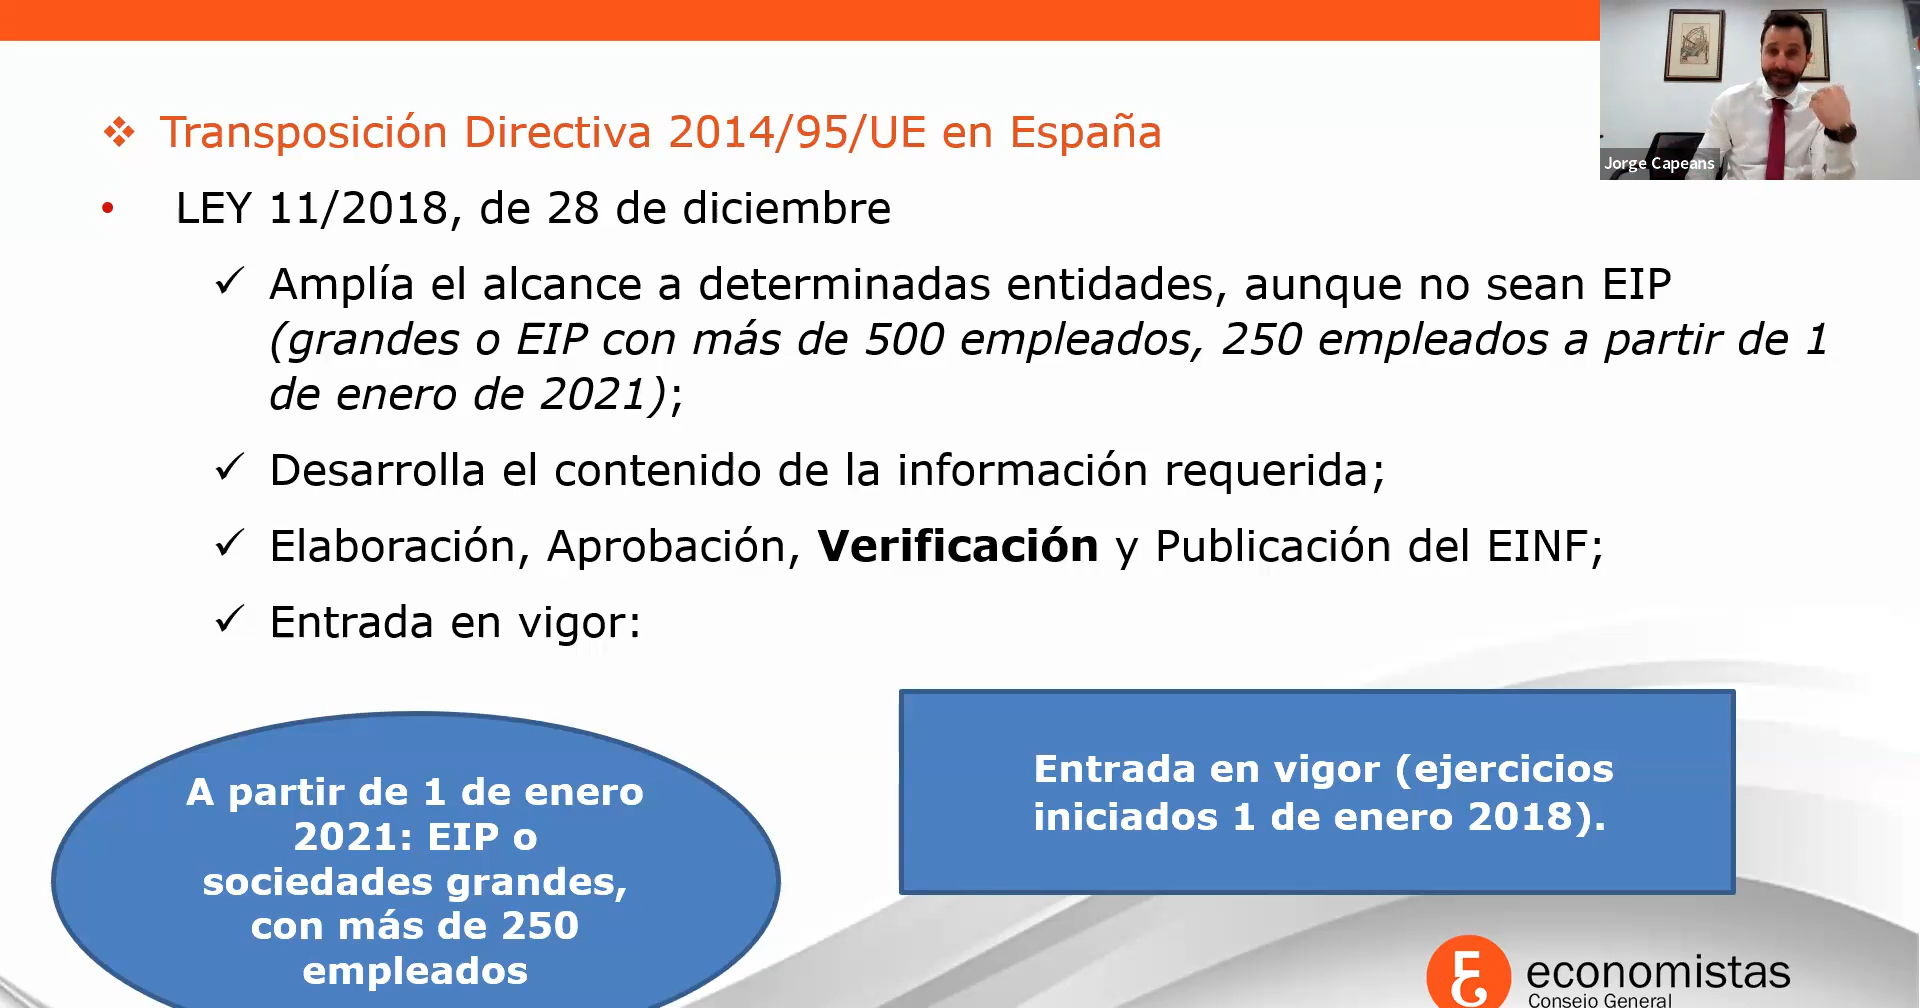 Transposición Directiva 2014/95/UE en España
LEY 11/2018, de 28 de diciembre
Amplía el alcance a determinadas entidades, aunque no sean EIP
(grandes o EIP con más de 500 empleados, 250 empleados a partir de 1
de enero de 2021);
Desarrolla el contenido de la información requerida;
Elaboración, Aprobación, Verificación y Publicación del EINF;
Entrada en vigor:
A partir de 1 de enero
2021: EIP o
sociedades grandes,
con más de 250
empleados
Entrada en vigor (ejercicios
iniciados 1 de enero 2018).
Jorge Capeans
economistas
Consejo General